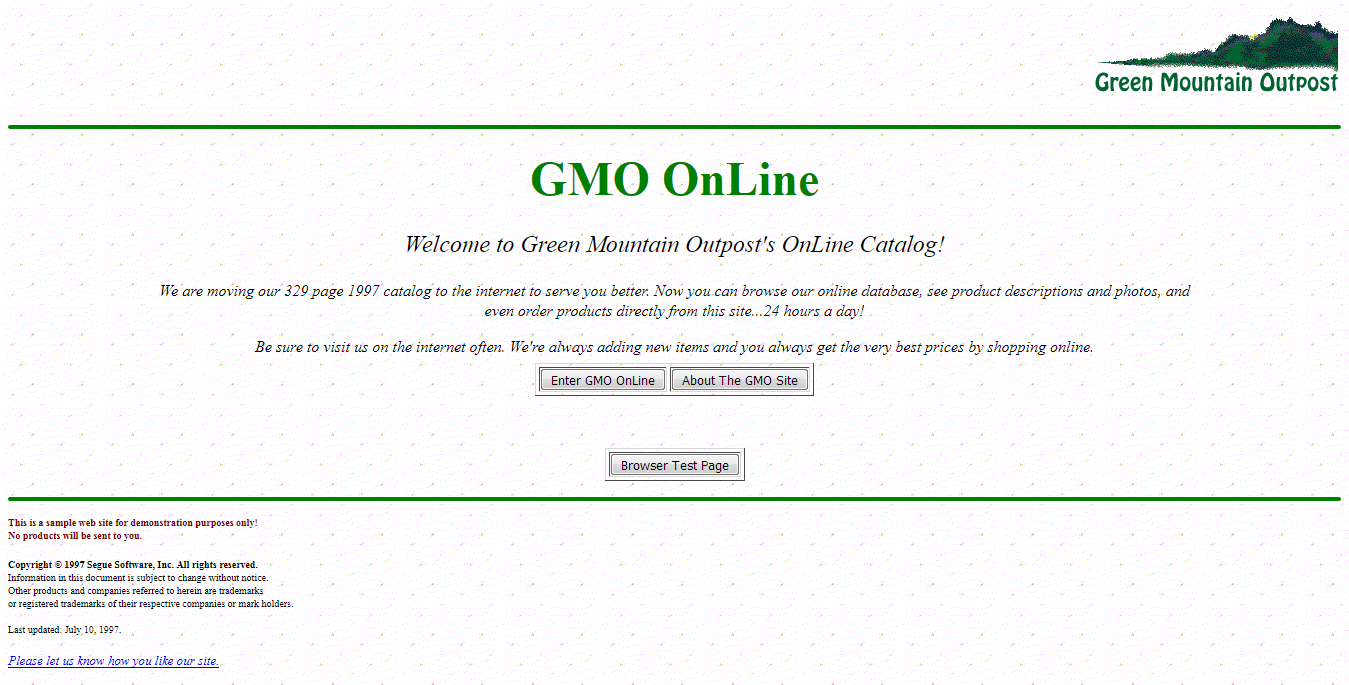 Green Mountain Outpost
GMO OnLine
Welcome to Green Mountain Outpost's OnLine Catalog!
We are moving our 329 page 1997 catalog to the internet to serve you better. Now you can browse our online database, see product descriptions and photos, and
even order products directly from this site...24 hours a day!
Be sure to visit us on the internet often. We're always adding new items and you always get the very best prices by shopping online.
Enter GMO OnLine About The GMO Site
Browser Test Page
This is a sample web site for demonstration purposes only!
No products will be sent to you.
Copyright © 1997 Segue Software, Inc. All rights reserved.
Information in this document is subject to change without notice.
Other products and companies referred to herein are trademarks
or registered trademarks of their respective companies or mark holders.
Last updated: July 10, 1997.
Please let us know how you like our site.